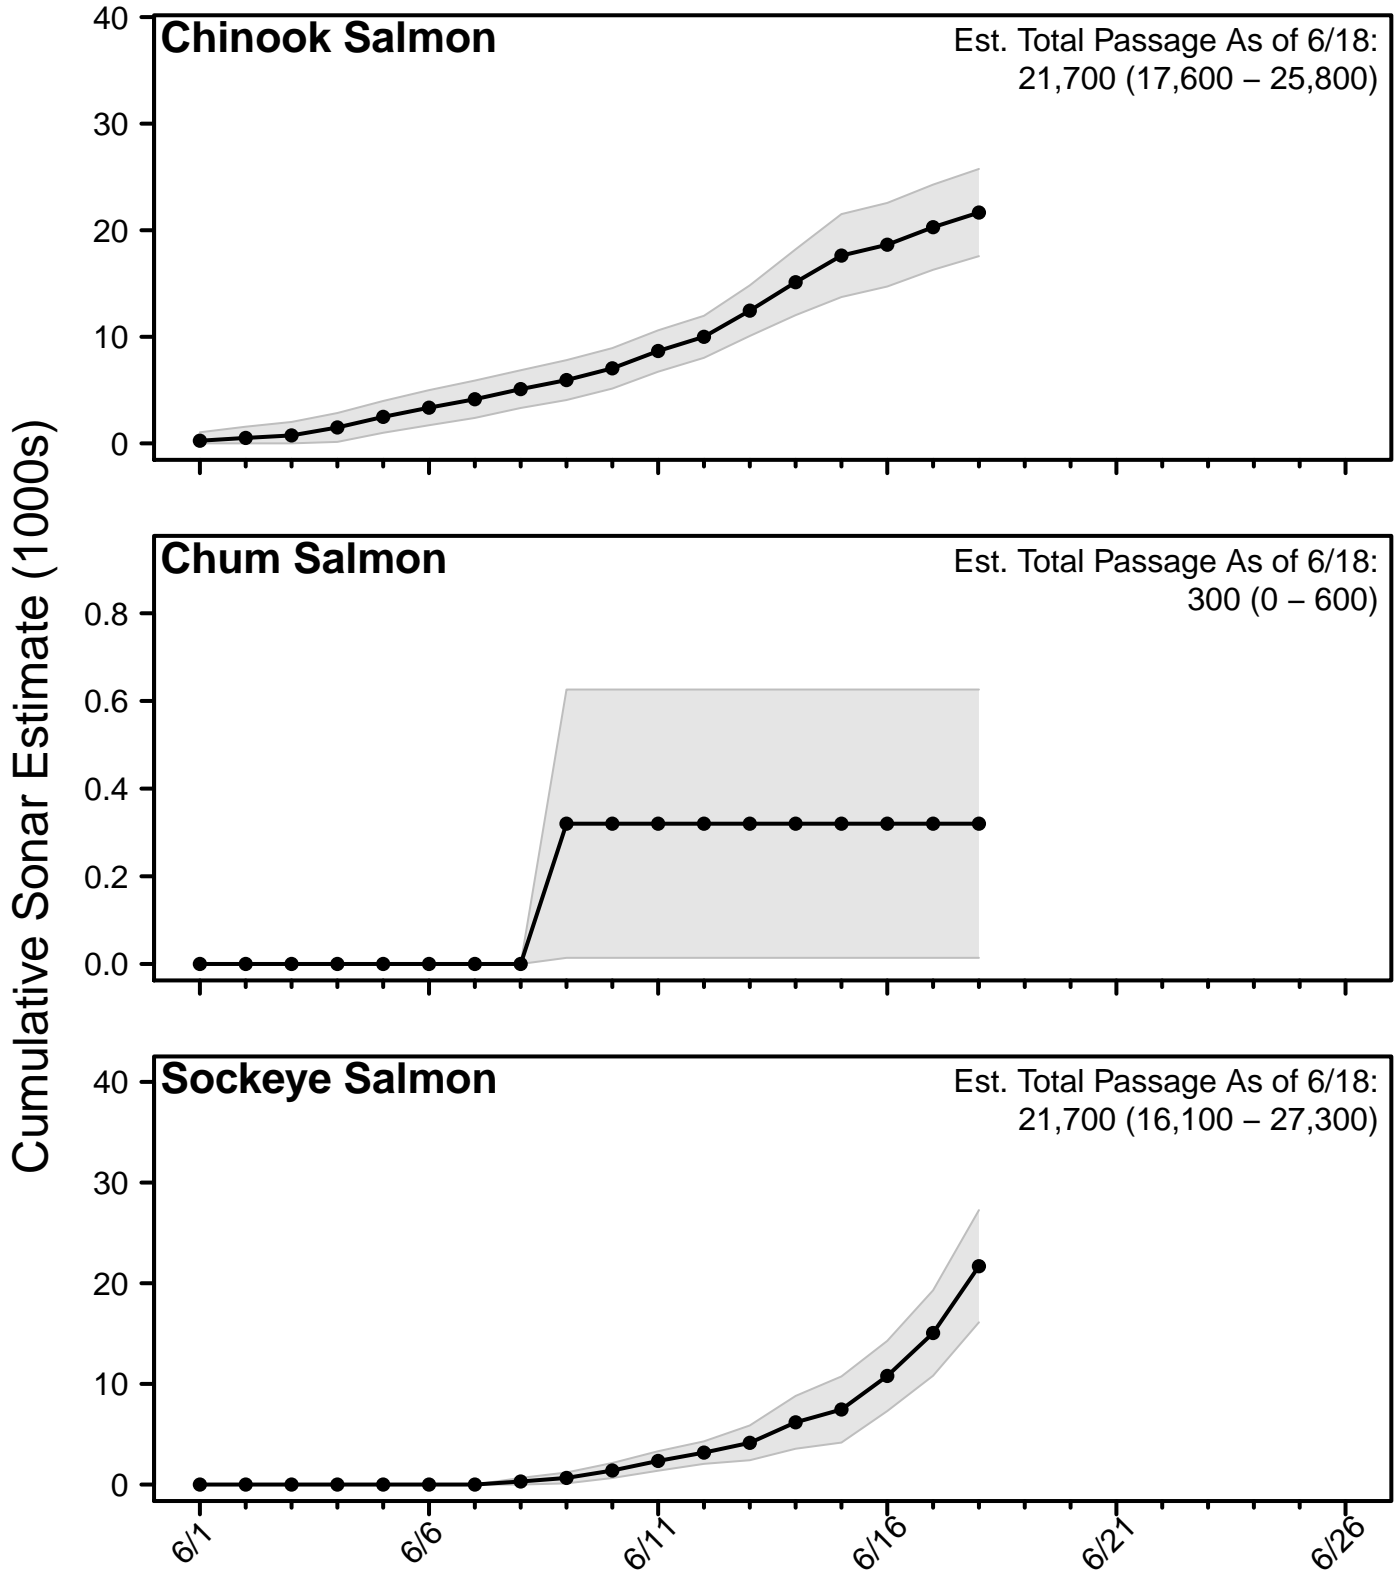 Cumulative Sonar Estimate (1000s)
Chinook Salmon
Est. Total Passage As of 6/18:
21,700 (17,600 – 25,800)
40
30
20
10
0
Chum Salmon
Est. Total Passage As of 6/18:
300 (0 – 600)
0.8
0.6
0.4
0.2
0.0
Sockeye Salmon
Est. Total Passage As of 6/18:
21,700 (16,100 – 27,300)
40
30
20
10
0
6/1 6/6 6/11 6/16 6/21 6/26